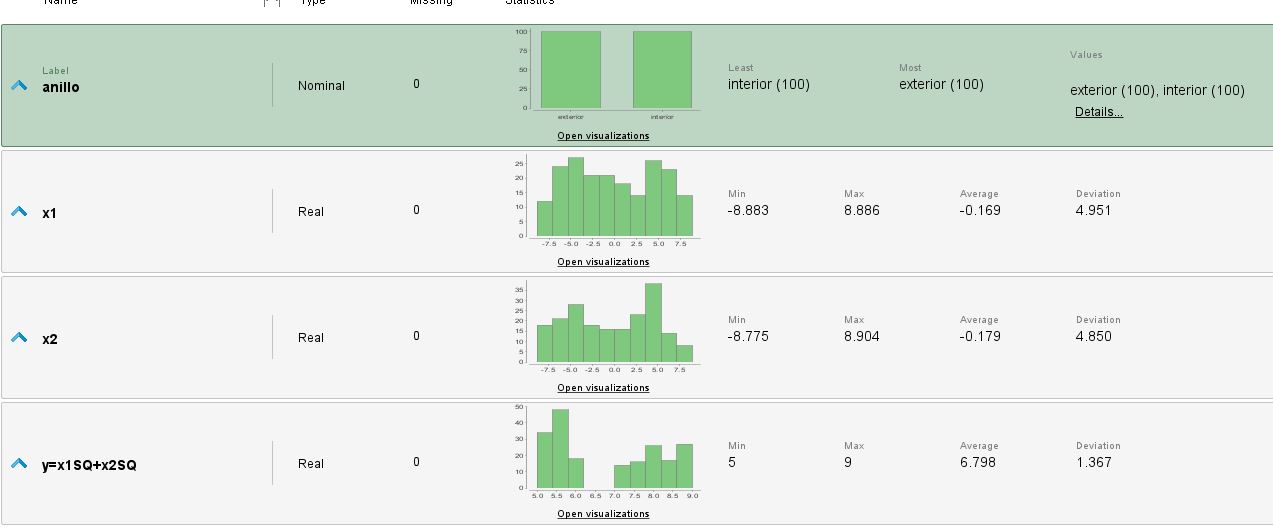 Name Type Missing Statistics
Label
anillo
Nominal
0
100
75
50
25
0
exterior interior
Open visualizations
Least
interior (100)
Most
exterior (100)
Values
exterior (100), interior (100)
Details...
x1
Real
0
25
20
15
10
5
0
-7.5 -5.0 -2.5 0.0 2.5 5.0 7.5
Open visualizations
Min
-8.883
Max
8.886
Average
-0.169
Deviation
4.951
x2
Real
0
35
30
25
20
15
10
5
0
-7.5 -5.0 -2.5 0.0 2.5 5.0 7.5
Open visualizations
Min
-8.775
Max
8.904
Average
-0.179
Deviation
4.850
y=x1SQ+x2SQ
Real
0
50
40
30
20
10
0
5.0 5.5 6.0 6.5 7.0 7.5 8.0 8.5 9.0
Open visualizations
Min
5
Max
9
Average
6.798
Deviation
1.367